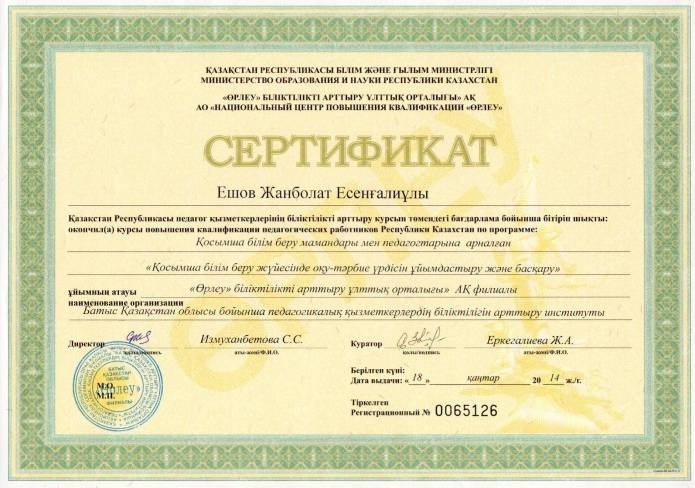 ҚАЗАҚСТАН РЕСПУБЛИКАСЫ БІЛІМ ЖӘНЕ ҒЫЛЫМ МИНИСТРЛІГІ
МИНИСТЕРСТВО ОБРАЗОВАНИЯ И НАУКИ РЕСПУБЛИКИ КАЗАХСТАН
«ӨРЛЕУ» БІЛІКТІЛІКТІ АРТТЫРУ ҰЛТТЫҚ ОРТАЛЫҒЫ» АҚ
АО «НАЦИОНАЛЬНЫЙ ЦЕНТР ПОВЫШЕНИЯ КВАЛИФИКАЦИИ «ӨРЛЕУ»
СЕРТИФИКАТ
Ешов Жанболат Есенғалиұлы
Қазақстан Республикасы педагог қызметкерлерінің біліктілікті арттыру курсын төмендегі бағдарлама бойынша бітіріп шықты:
окончил(а) курсы повышения квалификации педагогических работников Республики Казахстан по программе:
Қосымша білім беру мамандары мен педагогтарына арналған
«Қосымша білім беру жүйесінде оқу-тәрбие үрдісін ұйымдастыру және басқару»
ұйымның атауы «Өрлеу» біліктілікті арттыру ұлттық орталығы» АҚ филиалы
наименование организации
Батыс Қазақстан облысы бойынша педагогикалық қызметкерлердің біліктілігін арттыру институты
Директор Измуханбетова С.С. Куратор Еркегалиева Ж.А.
қолы/подпись аты-жөні/Ф.И.О. қолы/подпись аты-жөні/Ф.И.О.
Берілген күні:
Дата выдачи: «18» қаңтар 2014 ж./г.
БАТЫС
ҚАЗАҚСТАН
«Өрлеу»
ФИЛИАЛЫ
М.О.
М.П.
Тіркелген
Регистрационный № 0065126